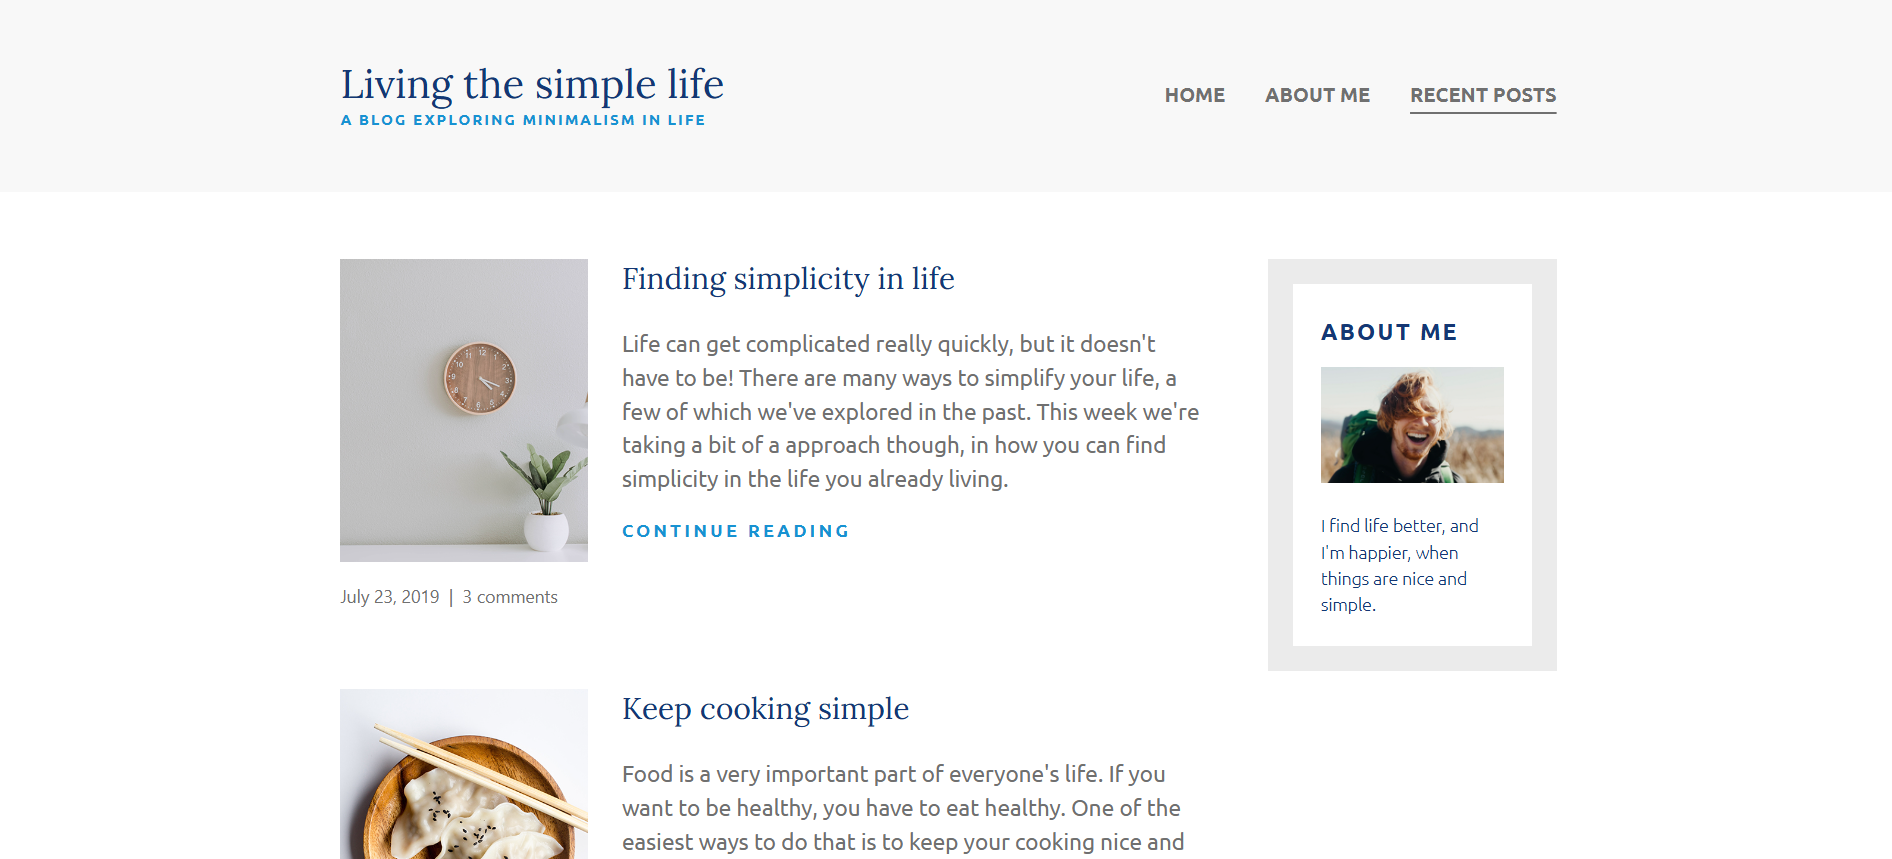 Living the simple life
A BLOG EXPLORING MINIMALISM IN LIFE
HOME ABOUT ME RECENT POSTS
Finding simplicity in life
Life can get complicated really quickly, but it doesn't
have to be! There are many ways to simplify your life, a
few of which we've explored in the past. This week we're
taking a bit of a approach though, in how you can find
simplicity in the life you already living.
CONTINUE READING
July 23, 2019 | 3 comments
Keep cooking simple
Food is a very important part of everyone's life. If you
want to be healthy, you have to eat healthy. One of the
easiest ways to do that is to keep your cooking nice and
ABOUT ME
I find life better, and
I'm happier, when
things are nice and
simple.